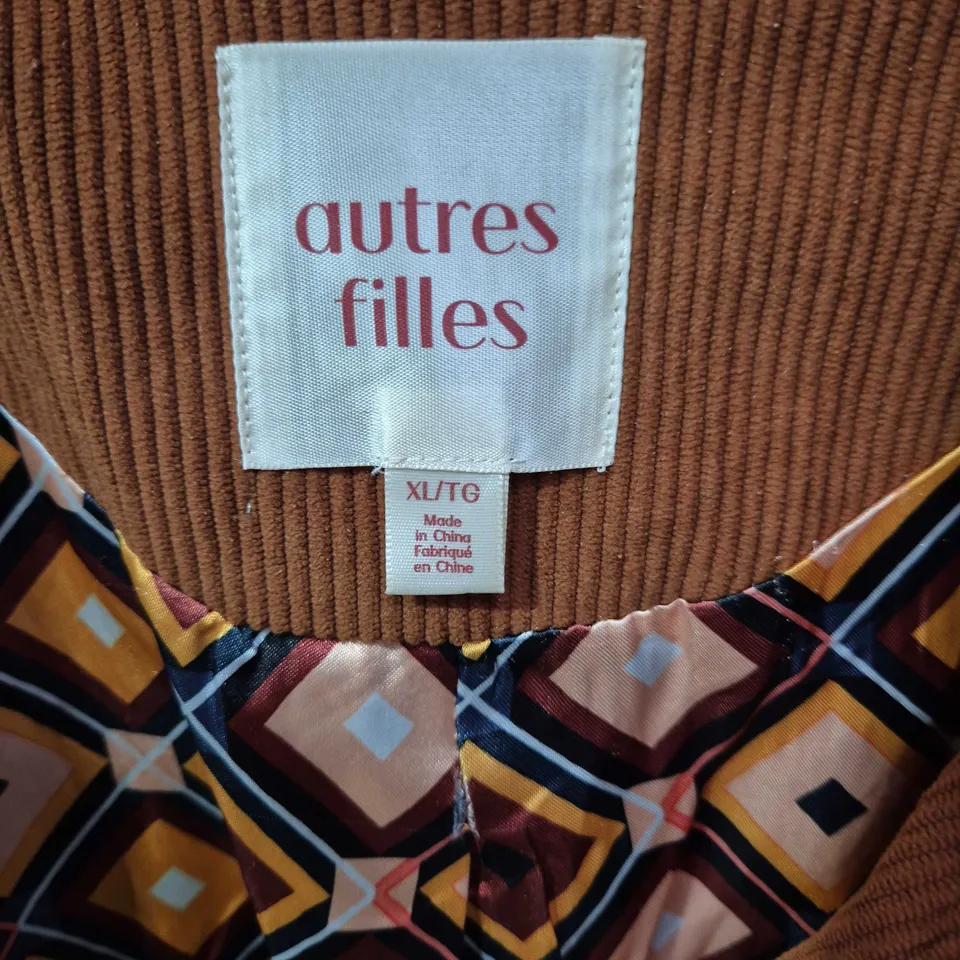 autres
filles
XL/TG
Made
in China
Fabriqué
en Chine